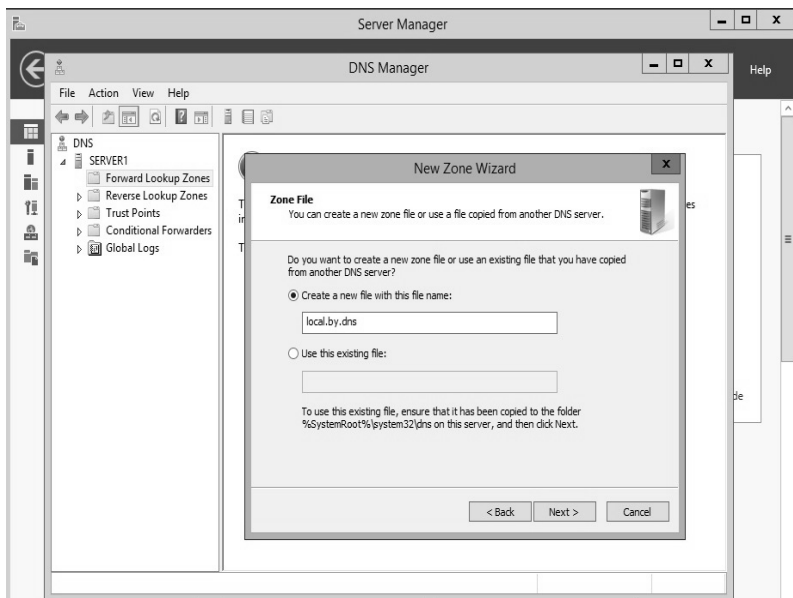 Server Manager
DNS Manager
Help
File Action View Help
DNS
SERVER1
Forward Lookup Zones
Reverse Lookup Zones
Trust Points
Conditional Forwarders
Global Logs
New Zone Wizard
Zone File
You can create a new zone file or use a file copied from another DNS server.
Do you want to create a new zone file or use an existing file that you have copied
from another DNS server?
Create a new file with this file name:
local.by.dns
Use this existing file:
To use this existing file, ensure that it has been copied to the folder
%SystemRoot%\system32\dns on this server, and then click Next.
< Back Next > Cancel